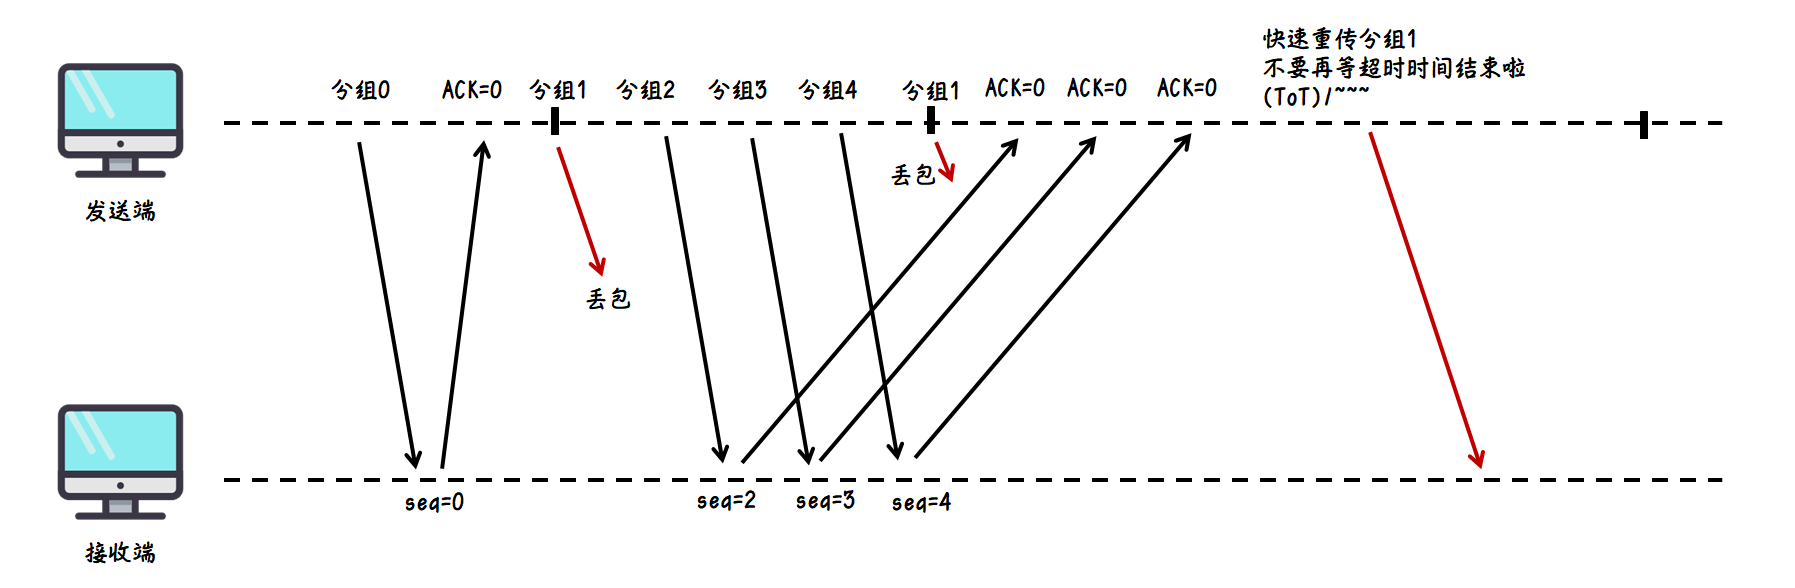 快速重传分组1
不要再等超时时间结束啦
(ToT)/~~~
分组0
ACK=0
分组1
分组2
分组3
分组4
分组1
ACK=0
ACK=0
ACK=0
丢包
发送端
丢包
seq=0
seq=2
seq=3
seq=4
接收端